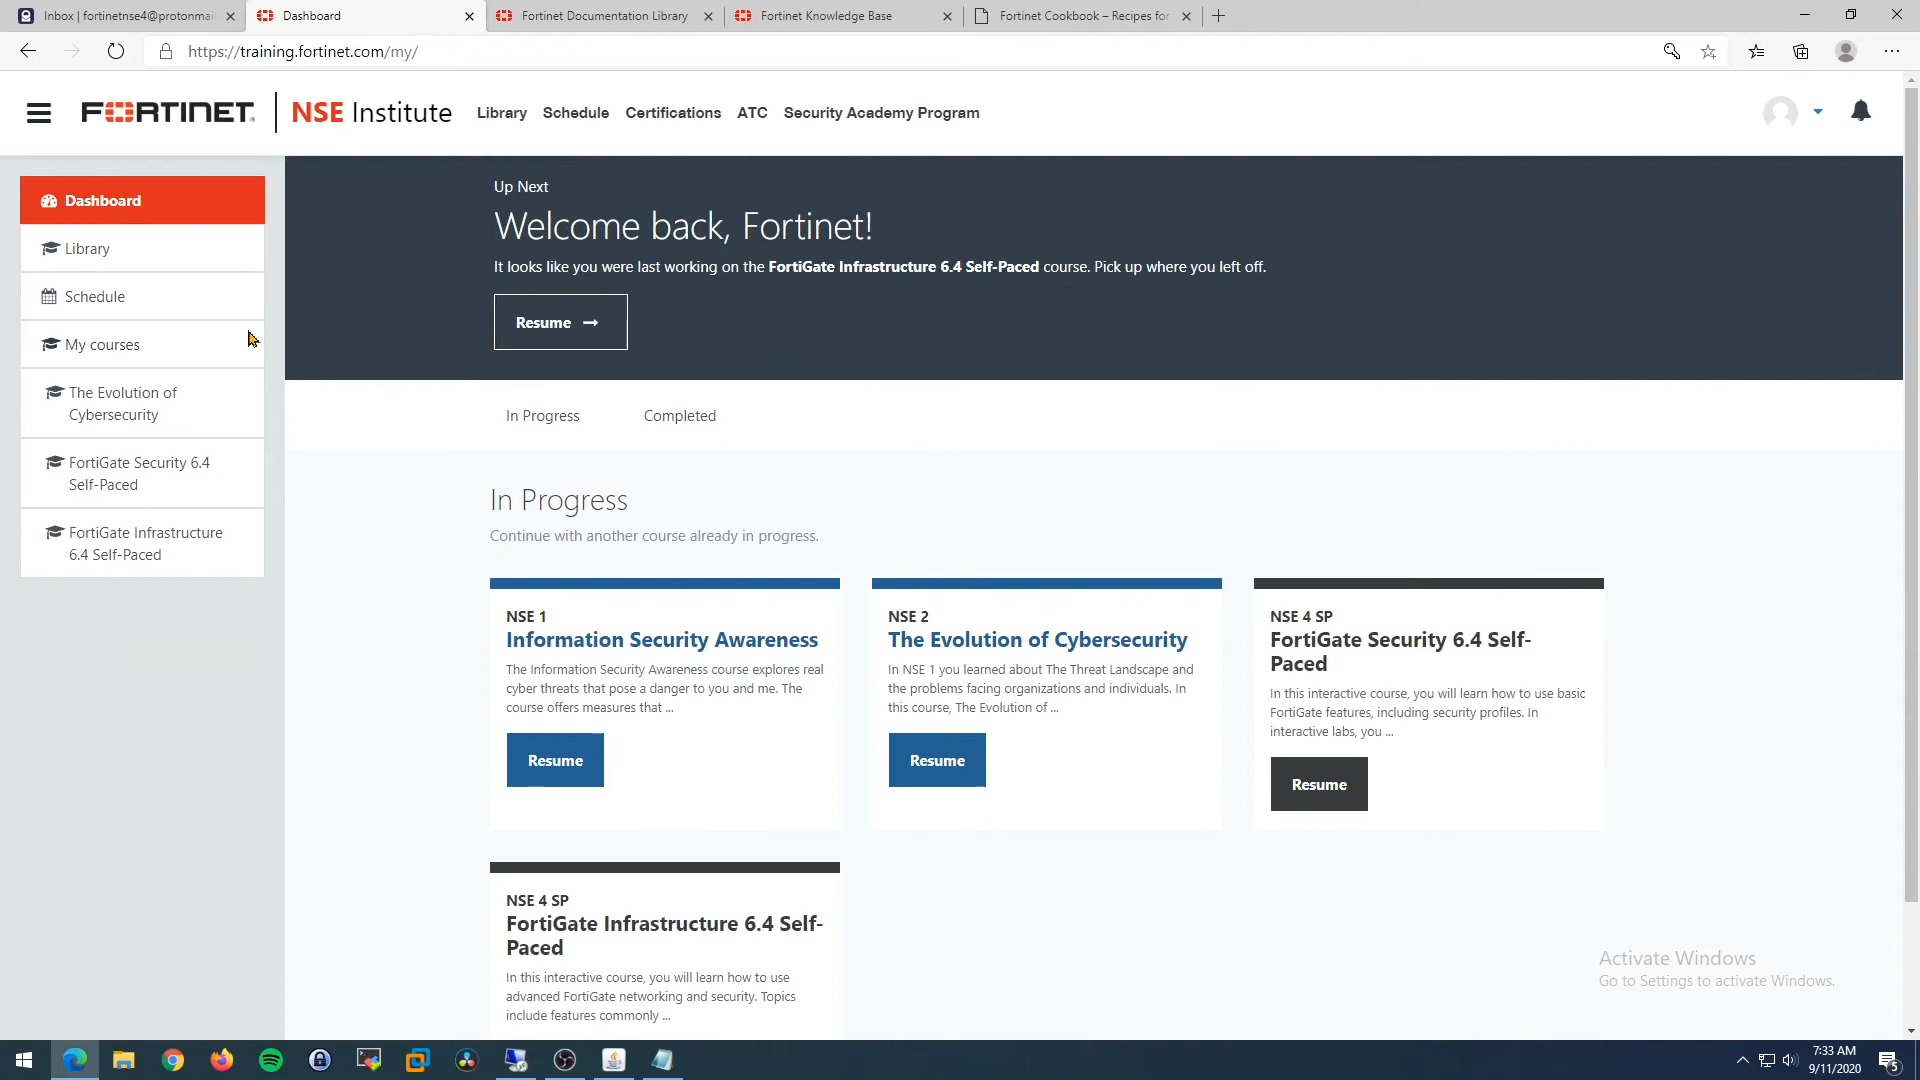 Inbox | fortinetnse4@protonmai
Dashboard
Fortinet Documentation Library
Fortinet Knowledge Base
Fortinet Cookbook – Recipes for
https://training.fortinet.com/my/
FORTINET
NSE Institute
Library
Schedule
Certifications
ATC
Security Academy Program
Dashboard
Library
Schedule
My courses
The Evolution of
Cybersecurity
FortiGate Security 6.4
Self-Paced
FortiGate Infrastructure
6.4 Self-Paced
Up Next
Welcome back, Fortinet!
It looks like you were last working on the FortiGate Infrastructure 6.4 Self-Paced course. Pick up where you left off.
Resume →
In Progress
Completed
In Progress
Continue with another course already in progress.
NSE 1
Information Security Awareness
The Information Security Awareness course explores real
cyber threats that pose a danger to you and me. The
course offers measures that ...
Resume
NSE 2
The Evolution of Cybersecurity
In NSE 1 you learned about The Threat Landscape and
the problems facing organizations and individuals. In
this course, The Evolution of ...
Resume
NSE 4 SP
FortiGate Security 6.4 Self-
Paced
In this interactive course, you will learn how to use basic
FortiGate features, including security profiles. In
interactive labs, you ...
Resume
NSE 4 SP
FortiGate Infrastructure 6.4 Self-
Paced
In this interactive course, you will learn how to use
advanced FortiGate networking and security. Topics
include features commonly ...
Activate Windows
Go to Settings to activate Windows.
7:33 AM
9/11/2020
5